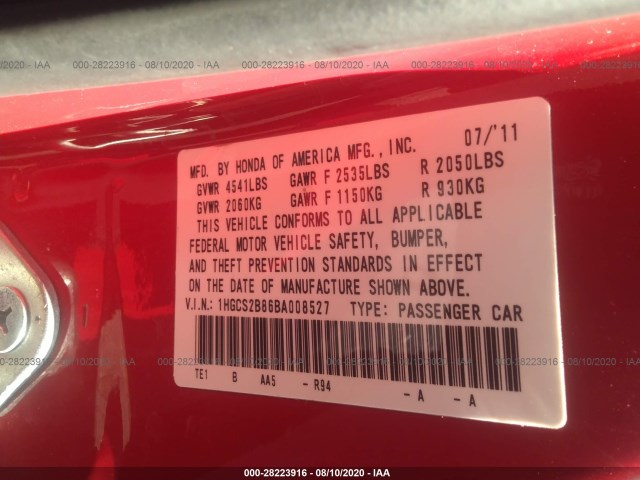 000-28223916 - 08/10/2020 - IAA
MFD. BY HONDA OF AMERICA MFG., INC. 07/'11
GVWR 4541LBS GAWR F 2535LBS R 2050LBS
GVWR 2060KG GAWR F 1150KG R 930KG
THIS VEHICLE CONFORMS TO ALL APPLICABLE
FEDERAL MOTOR VEHICLE SAFETY, BUMPER,
AND THEFT PREVENTION STANDARDS IN EFFECT
ON THE DATE OF MANUFACTURE SHOWN ABOVE.
V.I.N.: 1HGCS2B86BA008527 TYPE: PASSENGER CAR
TE1 B AA5 - R94 - A - A
000-28223916 - 08/10/2020 - IAA